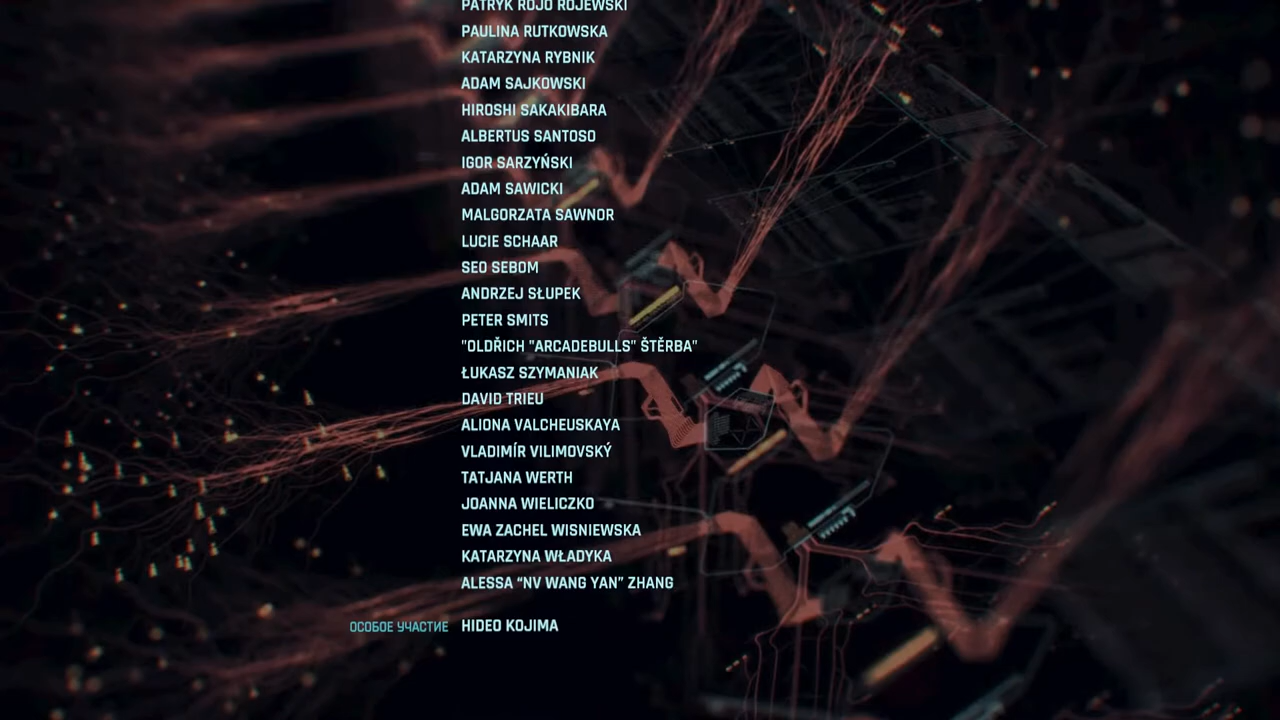 PATRYK ROJO ROJEWSKI
PAULINA RUTKOWSKA
KATARZYNA RYBNIK
ADAM SAJKOWSKI
HIROSHI SAKAKIBARA
ALBERTUS SANTOSO
IGOR SARZYŃSKI
ADAM SAWICKI
MALGORZATA SAWNOR
LUCIE SCHAAR
SEO SEBOM
ANDRZEJ SŁUPEK
PETER SMITS
"OLDŘICH "ARCADEBULLS" ŠTĚRBA"
ŁUKASZ SZYMANIAK
DAVID TRIEU
ALIONA VALCHEUSKAYA
VLADIMÍR VILIMOVSKÝ
TATJANA WERTH
JOANNA WIELICZKO
EWA ZACHEL WISNIEWSKA
KATARZYNA WŁADYKA
ALESSA “NV WANG YAN” ZHANG
ОСОБОЕ УЧАСТИЕ HIDEO KOJIMA